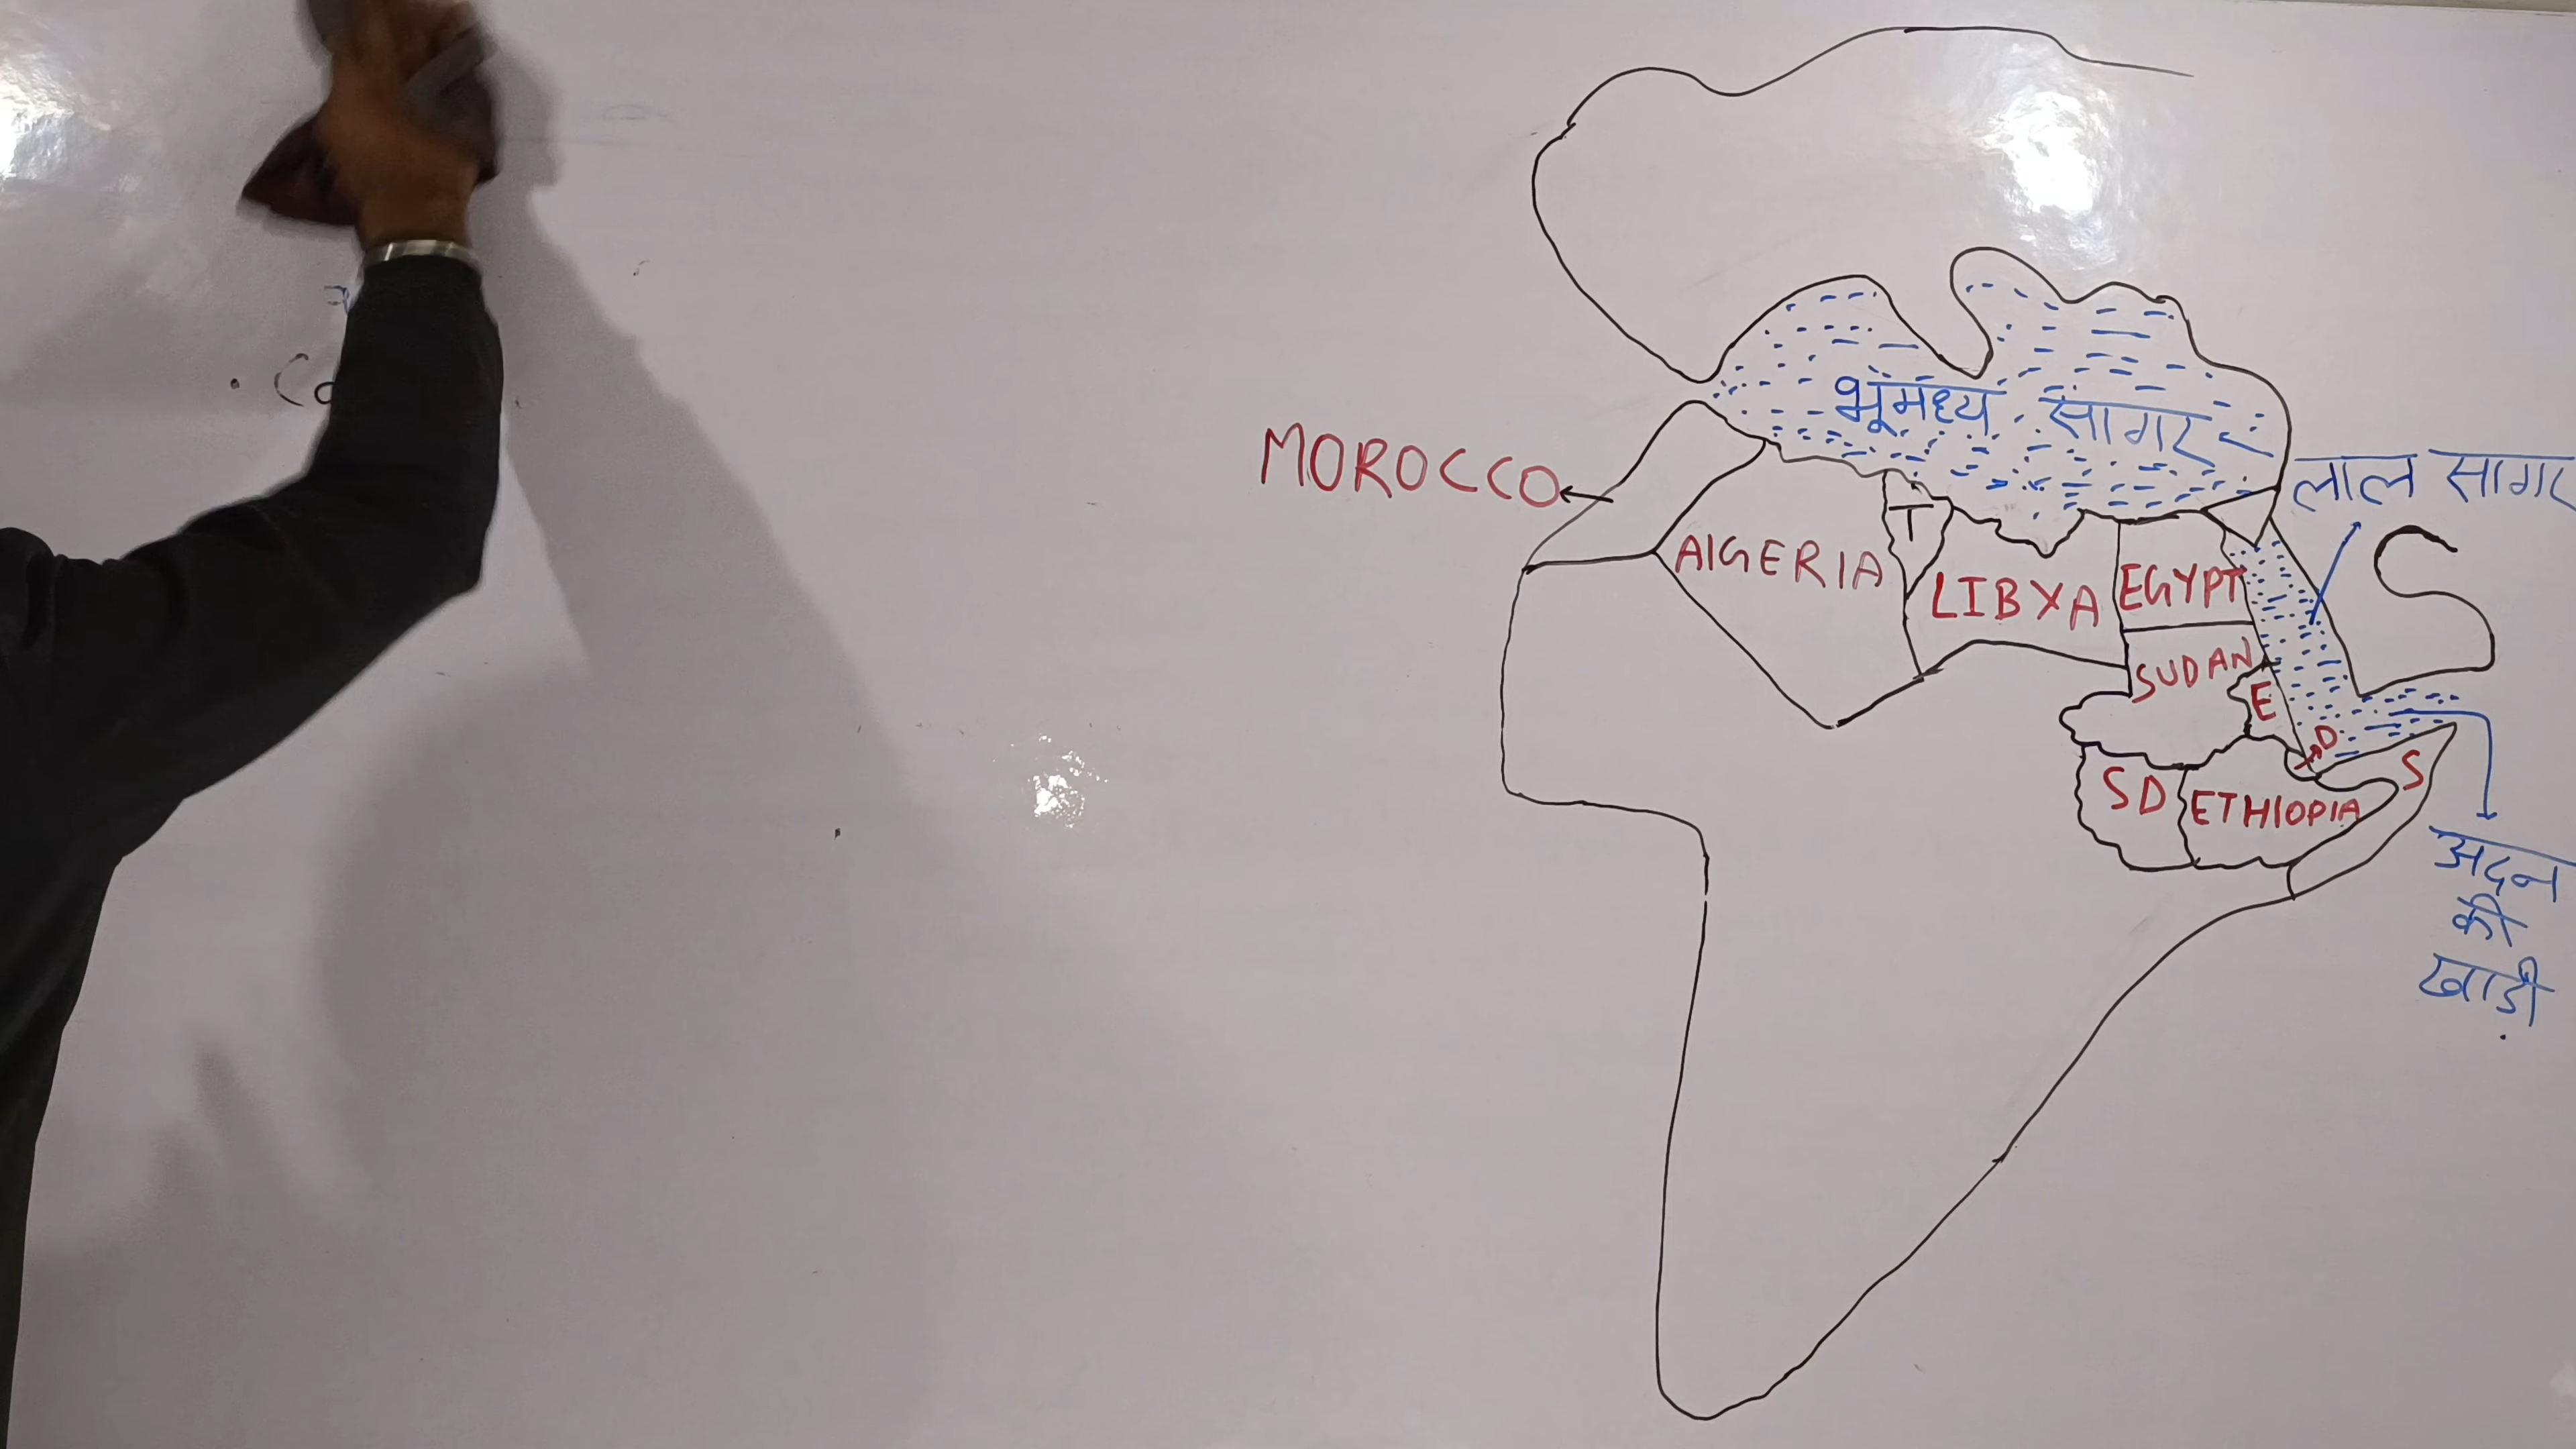 भूमध्य सागर
MOROCCO
लाल सागर
T
AlGERIA
LIBYA
EGYPT
SUDAN
E
D
S
SD
ETHIOPIA
अदन
की
खाड़ी